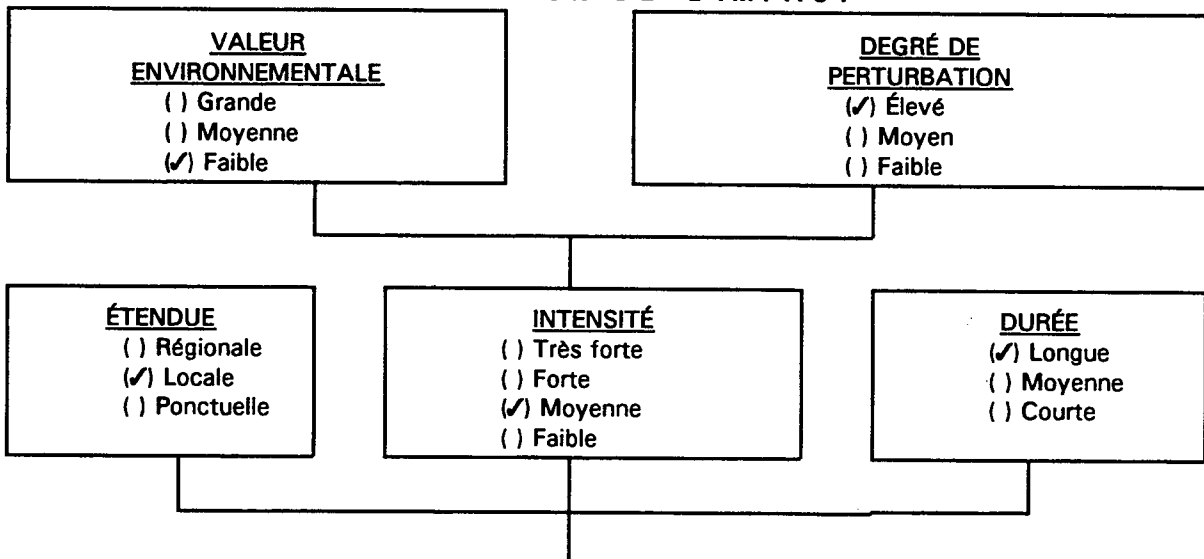 VALEUR
ENVIRONNEMENTALE
( ) Grande
( ) Moyenne
(✓) Faible
DEGRÉ DE
PERTURBATION
(✓) Élevé
( ) Moyen
( ) Faible
ÉTENDUE
( ) Régionale
(✓) Locale
( ) Ponctuelle
INTENSITÉ
( ) Très forte
( ) Forte
(✓) Moyenne
( ) Faible
DURÉE
(✓) Longue
( ) Moyenne
( ) Courte